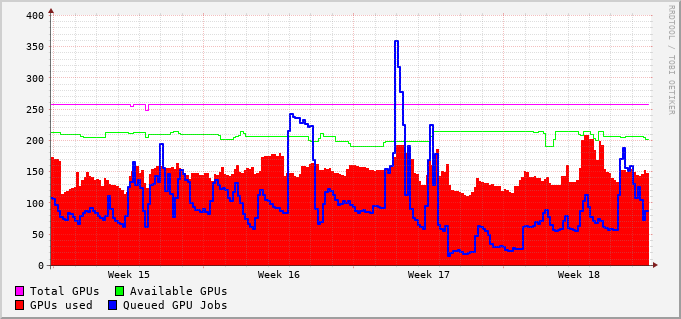 400
350
300
250
200
150
100
50
0
Week 15 Week 16 Week 17 Week 18
Total GPUs Available GPUs
GPUs used Queued GPU Jobs
RRDTOOL / TOBI OETIKER